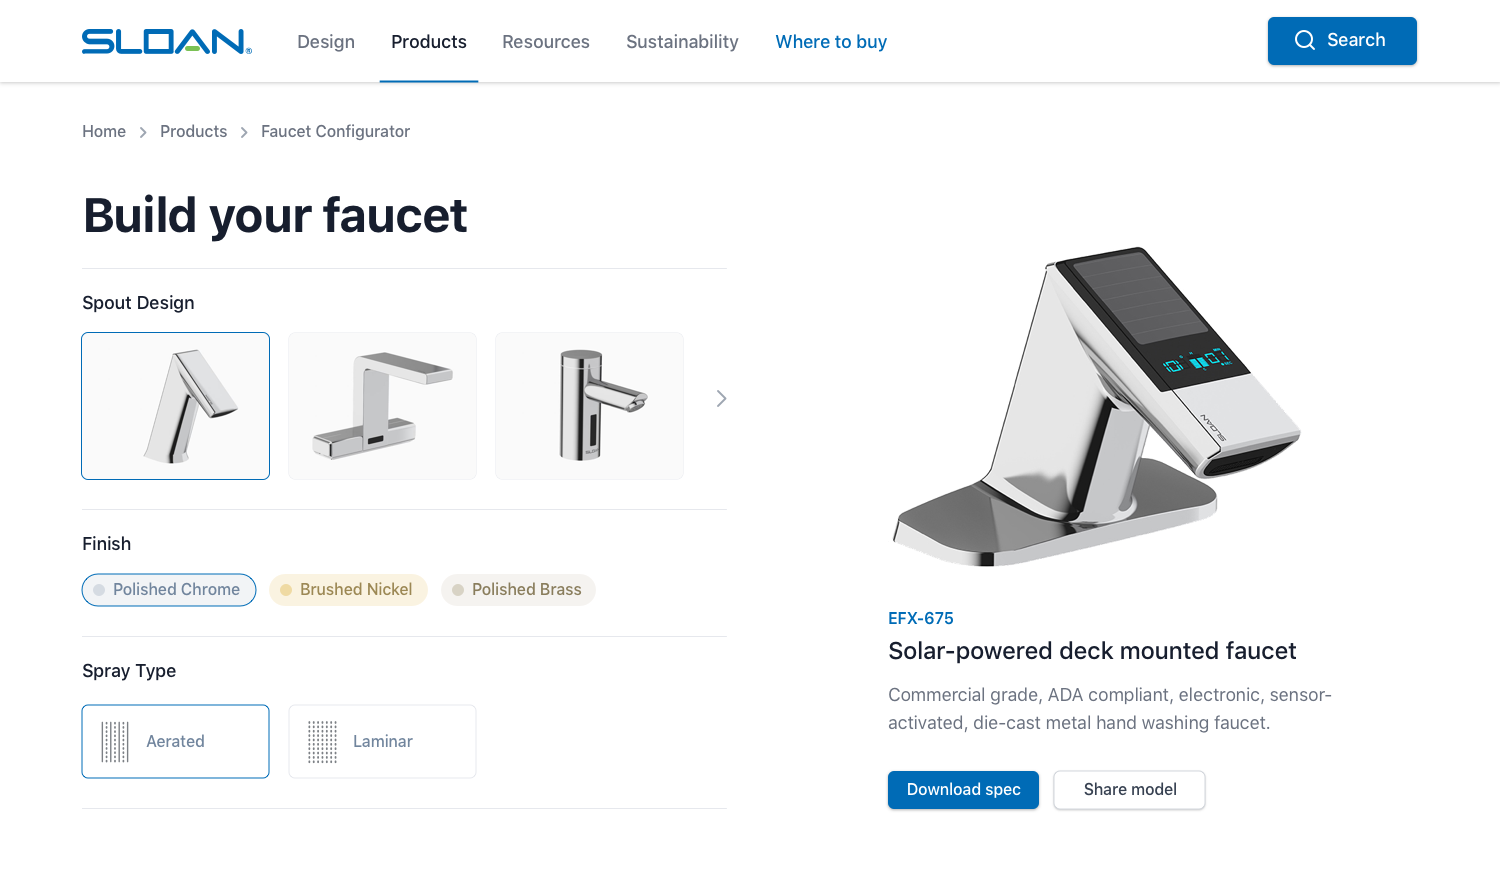 SLOAN®
Design
Products
Resources
Sustainability
Where to buy
Search
Home
Products
Faucet Configurator
Build your faucet
Spout Design
Finish
Polished Chrome
Brushed Nickel
Polished Brass
Spray Type
Aerated
Laminar
SLOAN
EFX-675
Solar-powered deck mounted faucet
Commercial grade, ADA compliant, electronic, sensor-
activated, die-cast metal hand washing faucet.
Download spec
Share model